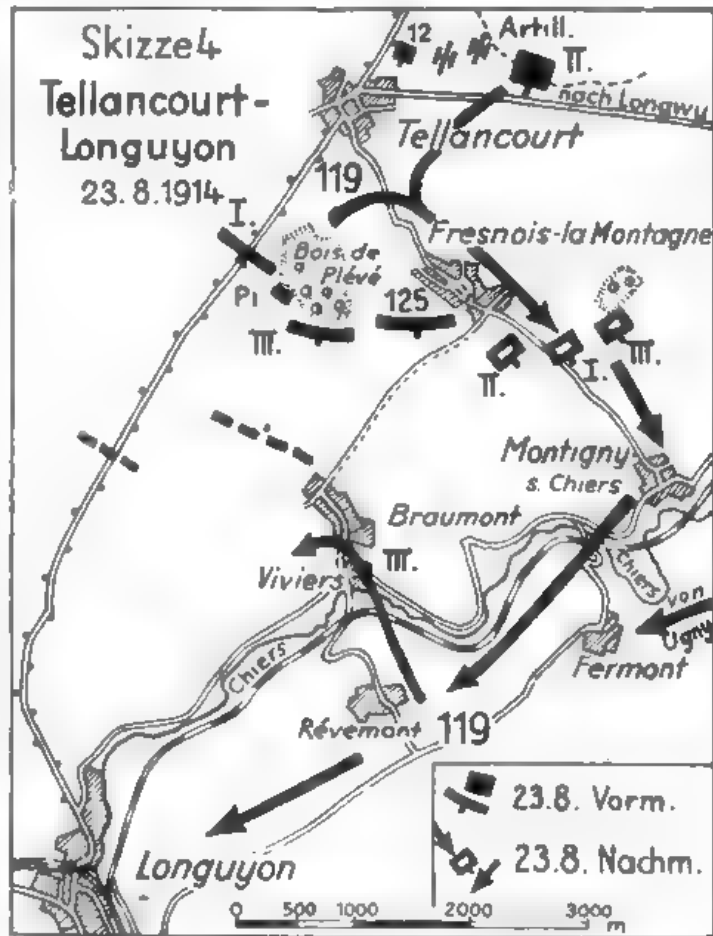 Skizze 4
Tellancourt-
Longuyon
23.8.1914
12
Artill.
II.
nach Longwy
Tellancourt
119
I.
Fresnois-la Montagne
Bois de
Plévé
Pi
125
III.
II.
I.
III.
Montigny
s. Chiers
Braumont
III.
Viviers
Chiers
von
Ugny
Fermont
Chiers
Révemont
119
Longuyon
23.8. Vorm.
23.8. Nachm.
0 500 1000 2000 3000
m